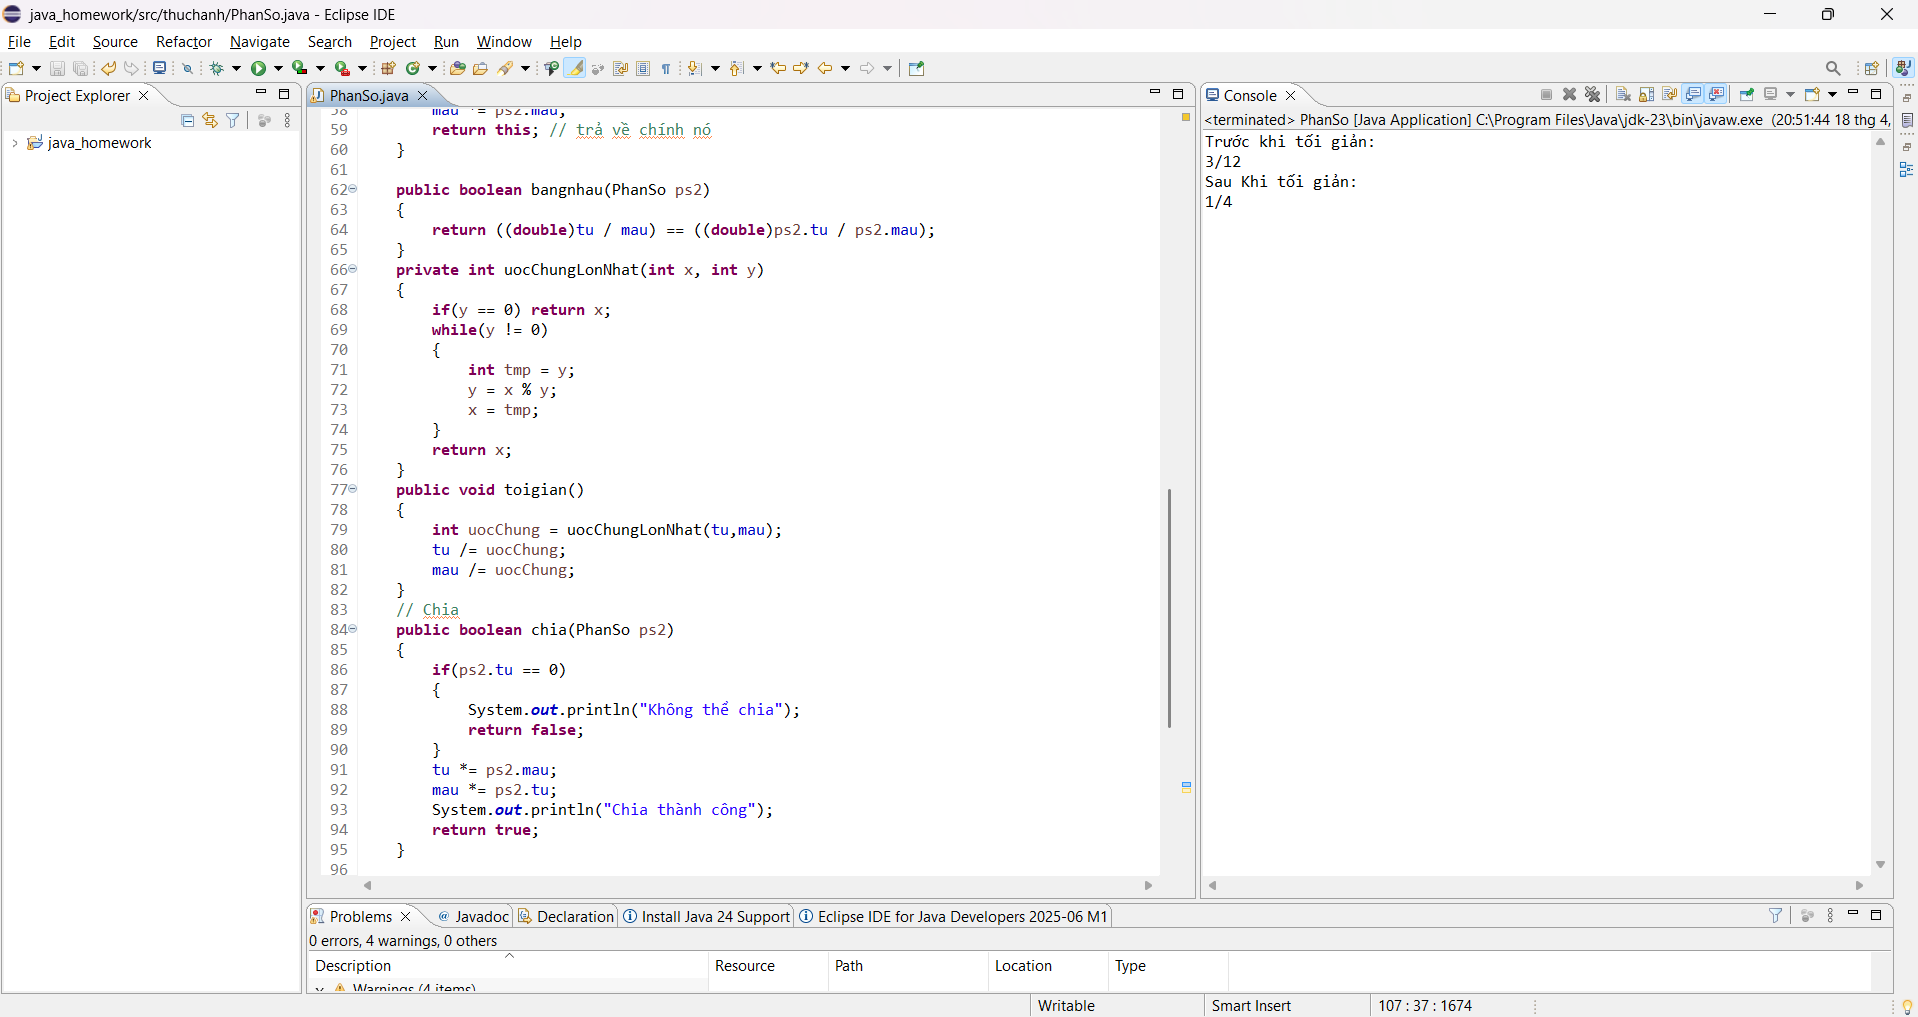 java_homework/src/thuchanh/PhanSo.java - Eclipse IDE
File Edit Source Refactor Navigate Search Project Run Window Help
Project Explorer
java_homework
PhanSo.java
58 mau *= ps2.mau;
59 return this; // trả về chính nó
60 }
61
62 public boolean bangnhau(PhanSo ps2)
63 {
64 return ((double)tu / mau) == ((double)ps2.tu / ps2.mau);
65 }
66 private int uocChungLonNhat(int x, int y)
67 {
68 if(y == 0) return x;
69 while(y != 0)
70 {
71 int tmp = y;
72 y = x % y;
73 x = tmp;
74 }
75 return x;
76 }
77 public void toigian()
78 {
79 int uocChung = uocChungLonNhat(tu,mau);
80 tu /= uocChung;
81 mau /= uocChung;
82 }
83 // Chia
84 public boolean chia(PhanSo ps2)
85 {
86 if(ps2.tu == 0)
87 {
88 System.out.println("Không thể chia");
89 return false;
90 }
91 tu *= ps2.mau;
92 mau *= ps2.tu;
93 System.out.println("Chia thành công");
94 return true;
95 }
96
Console
<terminated> PhanSo [Java Application] C:\Program Files\Java\jdk-23\bin\javaw.exe (20:51:44 18 thg 4,
Trước khi tối giản:
3/12
Sau Khi tối giản:
1/4
Problems @ Javadoc Declaration Install Java 24 Support Eclipse IDE for Java Developers 2025-06 M1
0 errors, 4 warnings, 0 others
Description Resource Path Location Type
Warnings (4 items)
Writable Smart Insert 107 : 37 : 1674